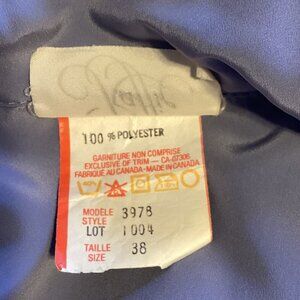 100 % POLYESTER
GARNITURE NON COMPRISE
EXCLUSIVE OF TRIM - CA-07306
FABRIQUÉ AU CANADA-MADE IN CANADA
MODÈLE 3978
STYLE
LOT 1004
TAILLE 38
SIZE